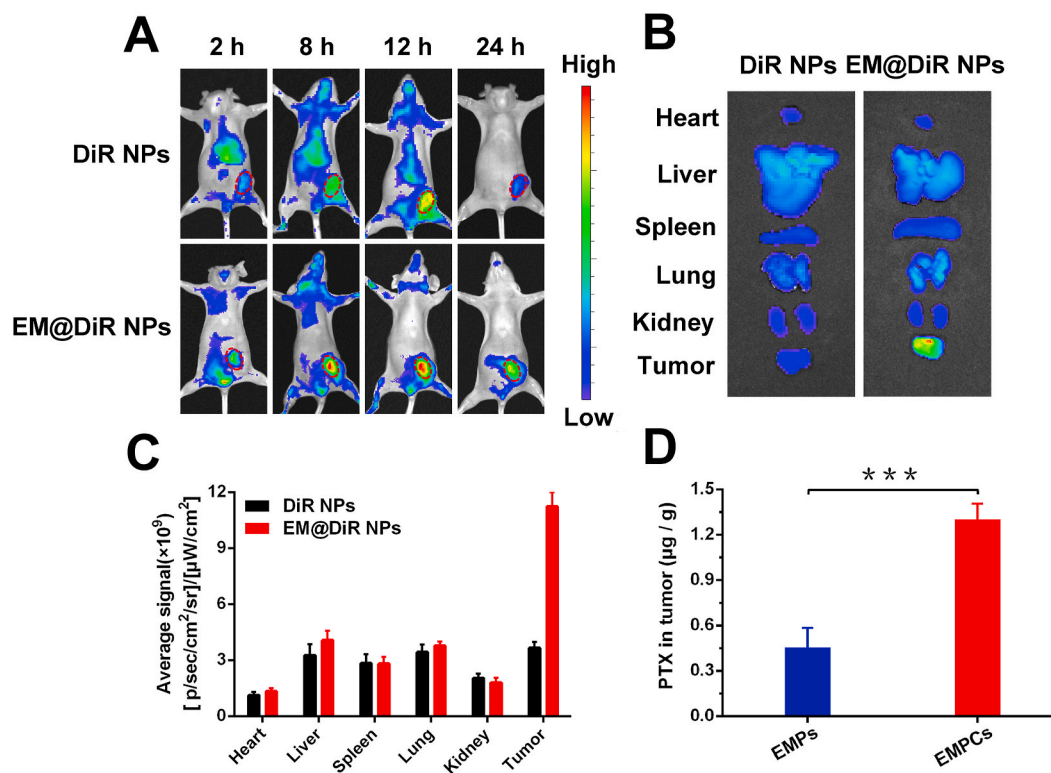 A
2 h 8 h 12 h 24 h
DiR NPs
EM@DiR NPs
High
Low
B
DiR NPs EM@DiR NPs
Heart
Liver
Spleen
Lung
Kidney
Tumor
C
Average signal(×10⁹)
[ p/sec/cm²/sr]/[µW/cm²]
12
9
6
3
0
DiR NPs
EM@DiR NPs
Heart Liver Spleen Lung Kidney Tumor
D
PTX in tumor (µg / g)
1.5
1.2
0.9
0.6
0.3
0.0
***
EMPs EMPCs